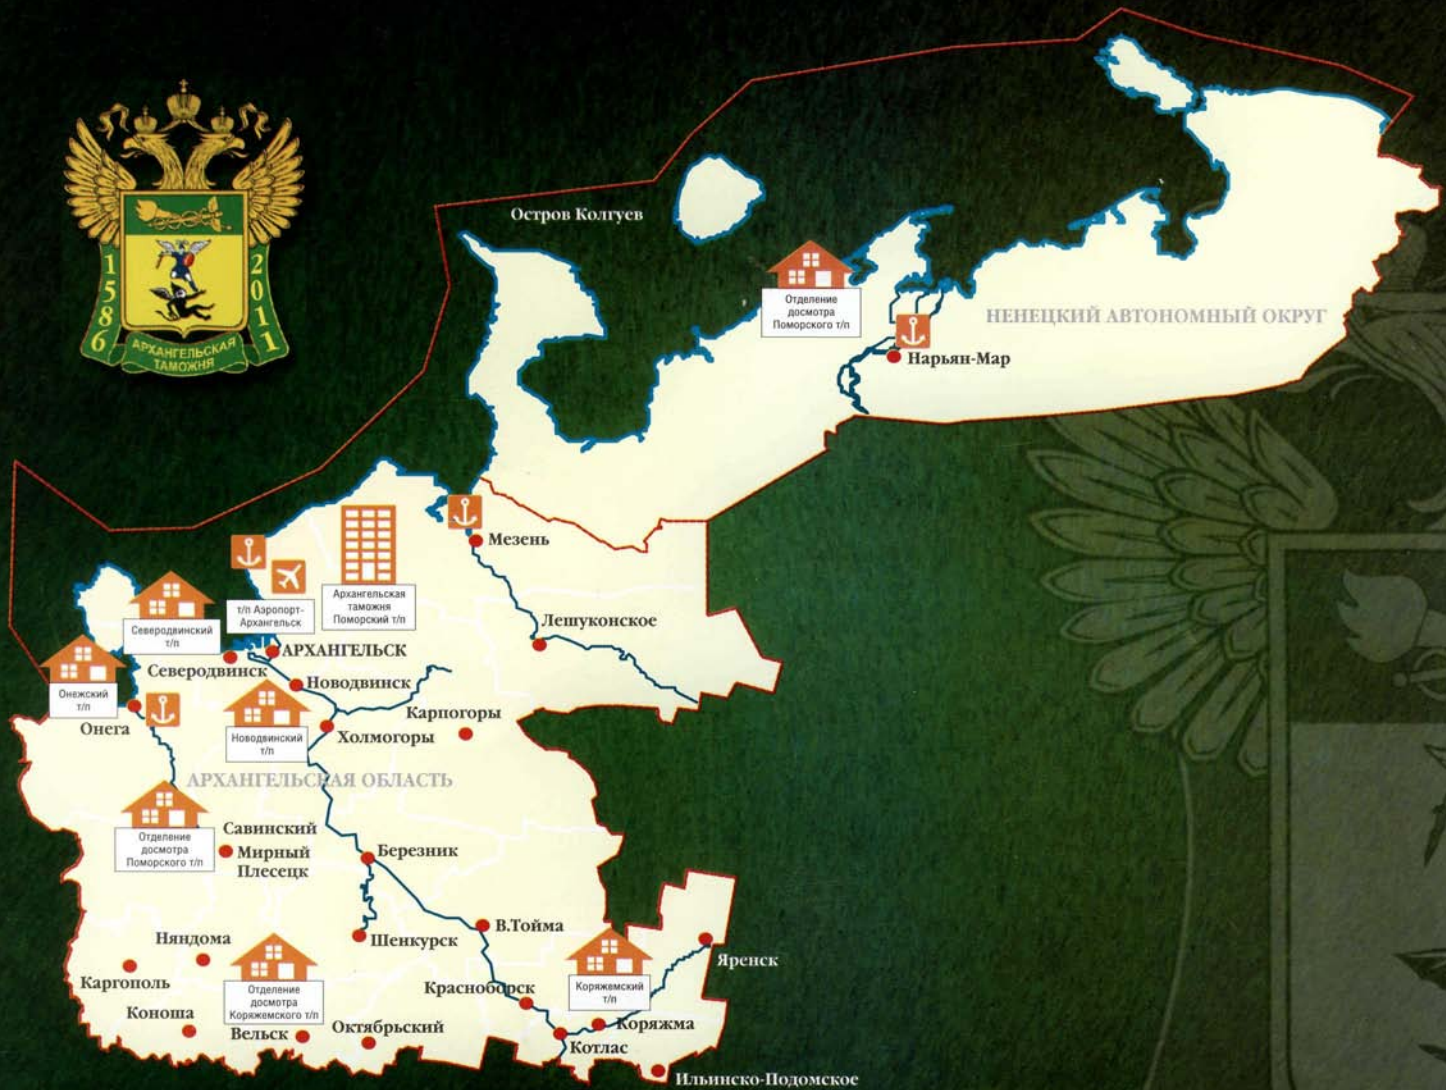 1586
2011
АРХАНГЕЛЬСКАЯ
ТАМОЖНЯ
Остров Колгуев
Отделение
досмотра
Поморского т/п
НЕНЕЦКИЙ АВТОНОМНЫЙ ОКРУГ
Нарьян-Мар
Мезень
Архангельская
таможня
Поморский т/п
т/п Аэропорт-
Архангельск
Северодвинский
т/п
Лешуконское
АРХАНГЕЛЬСК
Северодвинск
Онежский
т/п
Новодвинск
Карпогоры
Онега
Новодвинский
т/п
Холмогоры
АРХАНГЕЛЬСКАЯ ОБЛАСТЬ
Отделение
досмотра
Поморского т/п
Савинский
Мирный
Плесецк
Березник
В.Тойма
Шенкурск
Няндома
Яренск
Каргополь
Отделение
досмотра
Коряжемского т/п
Красноборск
Коряжемский
т/п
Коноша
Вельск
Октябрьский
Коряжма
Котлас
Ильинско-Подомское